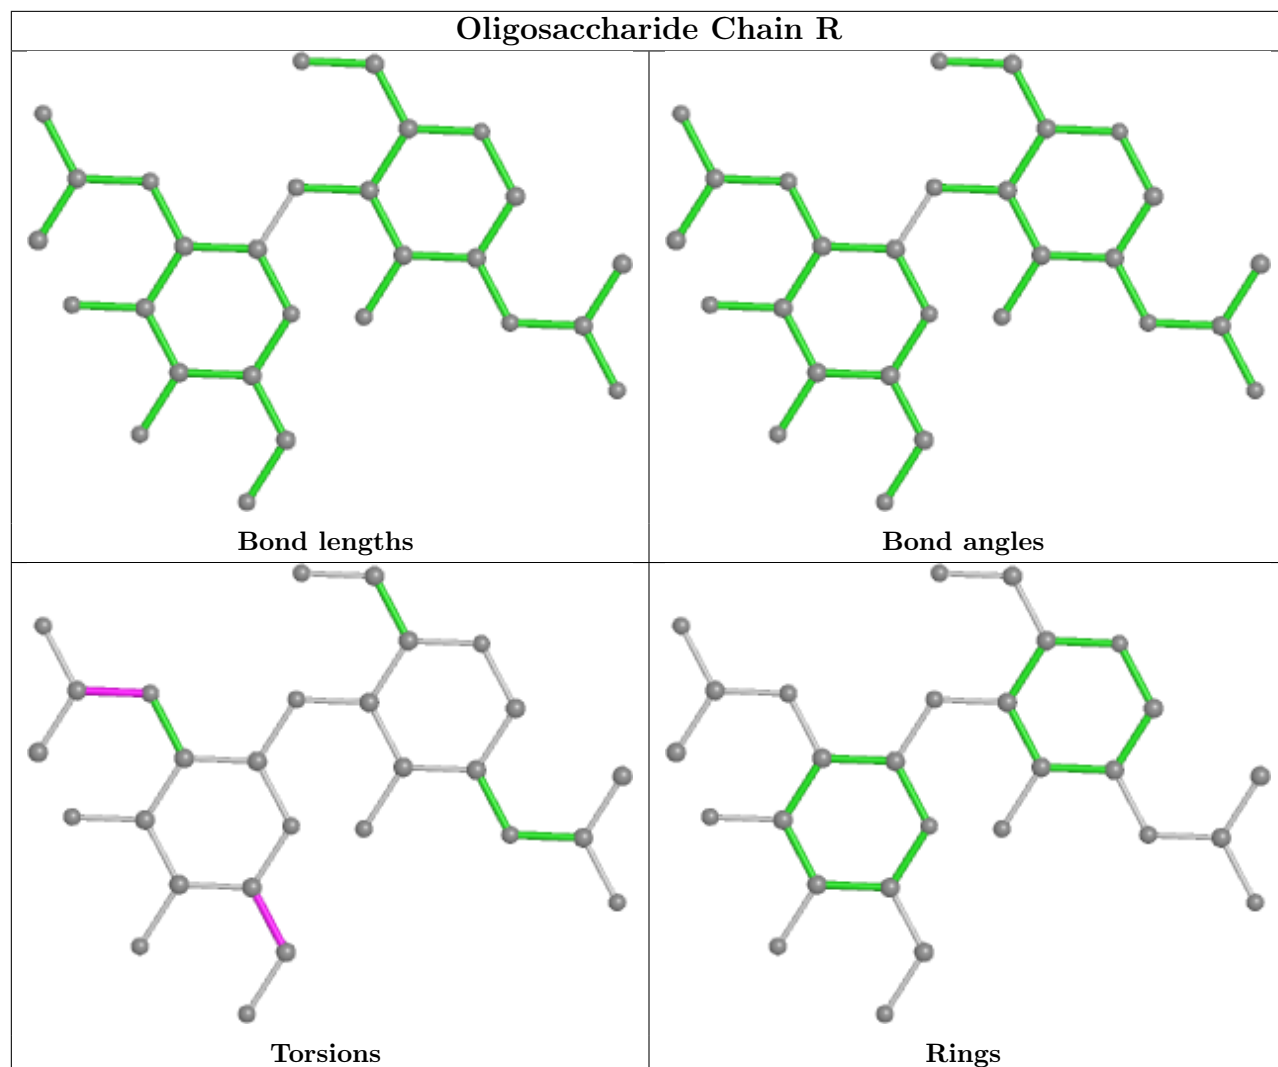 Oligosaccharide Chain R
Bond lengths
Bond angles
Torsions
Rings